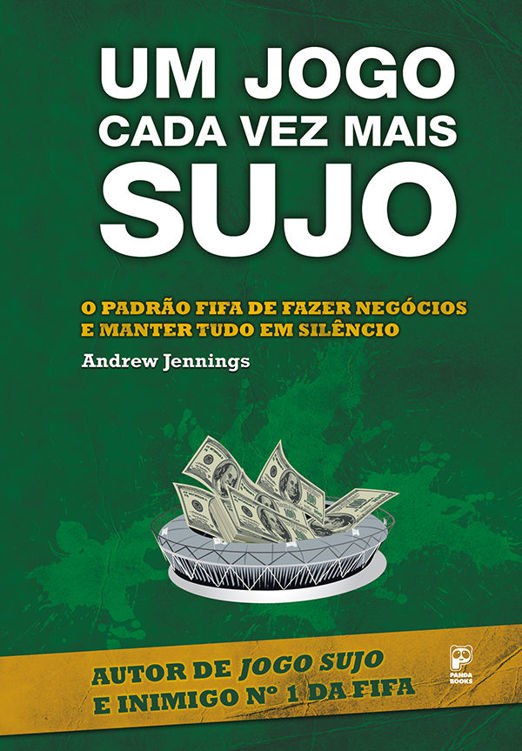 UM JOGO
CADA VEZ MAIS
SUJO
O PADRÃO FIFA DE FAZER NEGÓCIOS
E MANTER TUDO EM SILÊNCIO
Andrew Jennings
AUTOR DE JOGO SUJO
E INIMIGO Nº 1 DA FIFA
PANDA
BOOKS